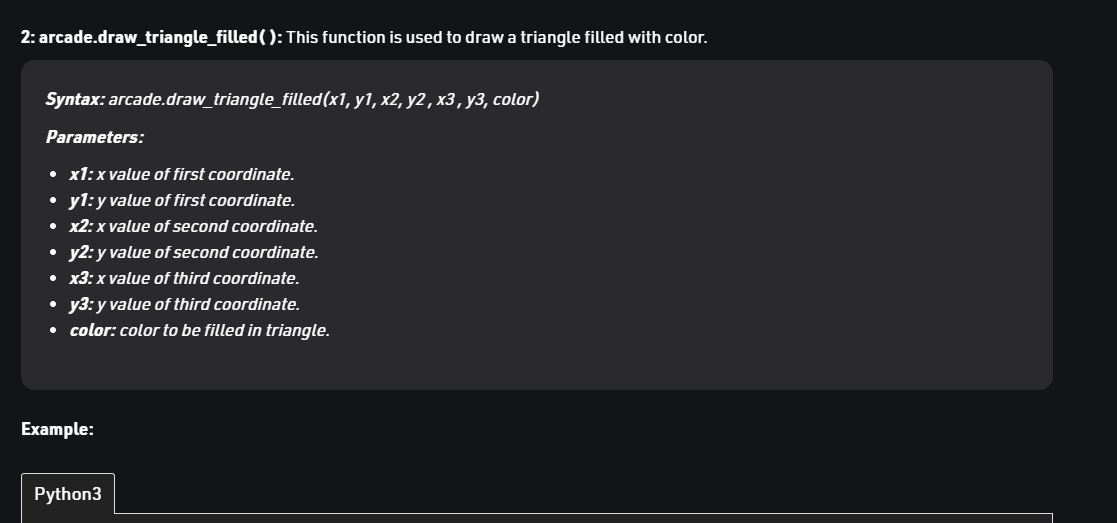 2: arcade.draw_triangle_filled( ): This function is used to draw a triangle filled with color.
Syntax: arcade.draw_triangle_filled(x1, y1, x2, y2 , x3 , y3, color)
Parameters:
• x1: x value of first coordinate.
• y1: y value of first coordinate.
• x2: x value of second coordinate.
• y2: y value of second coordinate.
• x3: x value of third coordinate.
• y3: y value of third coordinate.
• color: color to be filled in triangle.
Example:
Python3